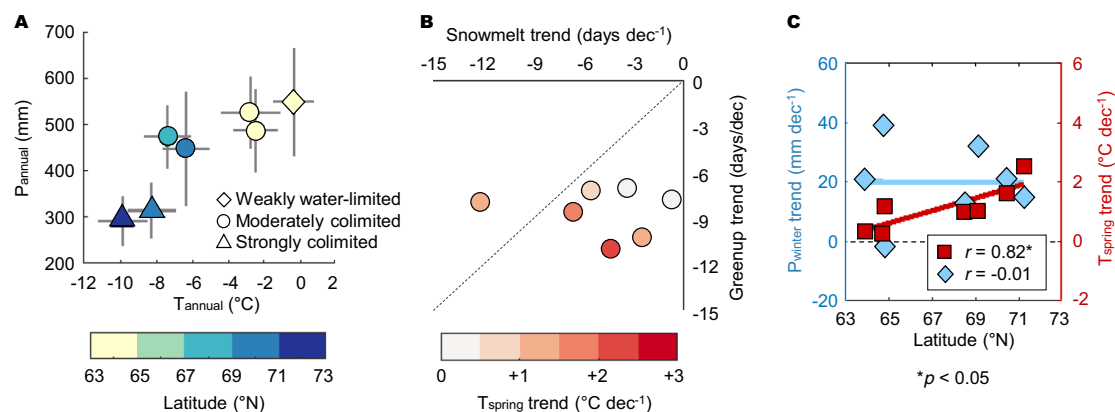 A
700
600
500
400
300
200
Pannual (mm)
-12 -10 -8 -6 -4 -2 0 2
Tannual (°C)
Weakly water-limited
Moderately colimited
Strongly colimited
63 65 67 69 71 73
Latitude (°N)
B
Snowmelt trend (days dec-1)
-15 -12 -9 -6 -3 0
0
-3
-6
-9
-12
-15
Greenup trend (days/dec)
0 +1 +2 +3
Tspring trend (°C dec-1)
C
60
40
20
0
-20
Pwinter trend (mm dec-1)
6
4
2
0
-2
Tspring trend (°C dec-1)
r = 0.82*
r = -0.01
63 65 67 69 71 73
Latitude (°N)
*p < 0.05